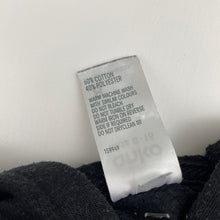 60% COTTON
40% POLYESTER
WARM MACHINE WASH
WITH SIMILAR COLOURS
DO NOT BLEACH
DO NOT TUMBLE DRY
WARM IRON ON REVERSE
SIDE IF REQUIRED
DO NOT DRYCLEAN
anko